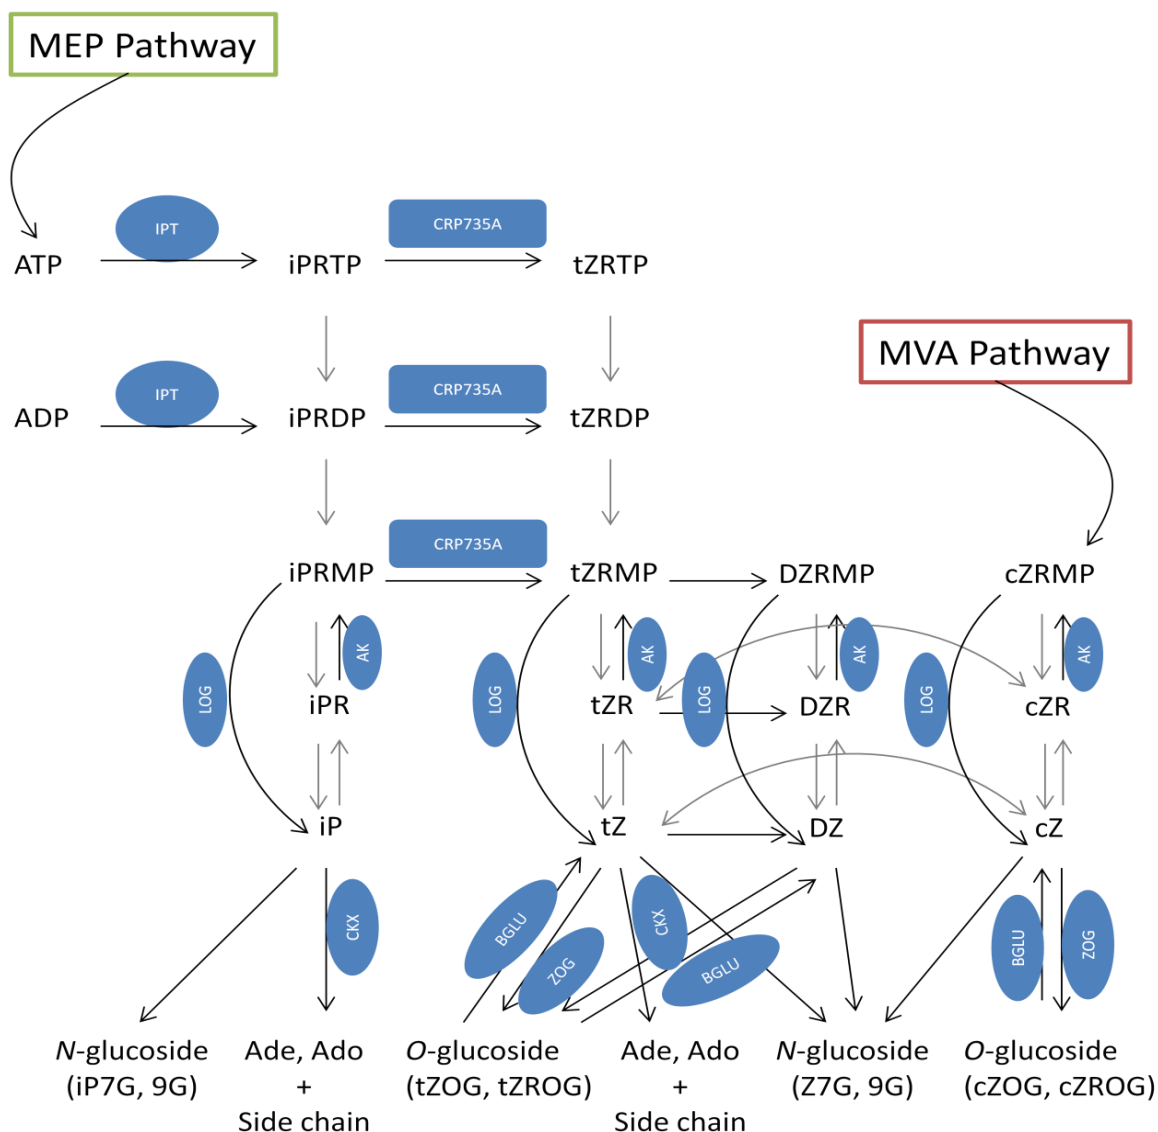 MEP Pathway
IPT
CRP735A
ATP
iPRTP
tZRTP
MVA Pathway
IPT
CRP735A
ADP
iPRDP
tZRDP
CRP735A
iPRMP
tZRMP
DZRMP
cZRMP
AK
AK
AK
AK
LOG
LOG
LOG
LOG
iPR
tZR
DZR
cZR
iP
tZ
DZ
cZ
CKX
BGLU
ZOG
CKX
BGLU
BGLU
ZOG
N-glucoside
(iP7G, 9G)
Ade, Ado
+
Side chain
O-glucoside
(tZOG, tZROG)
Ade, Ado
+
Side chain
N-glucoside
(Z7G, 9G)
O-glucoside
(cZOG, cZROG)